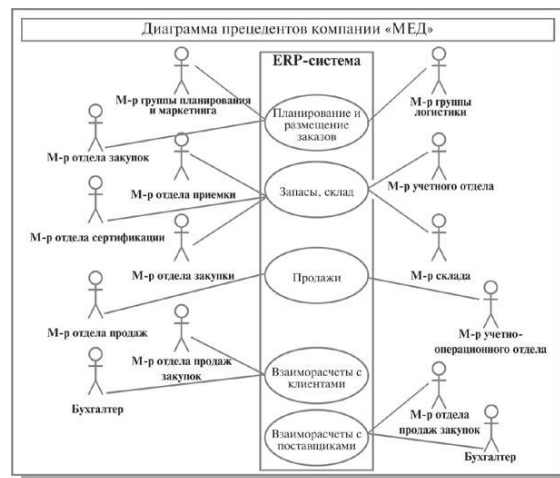 Диаграмма прецедентов компании «МЕД»
ERP-система
М-р группы планирования
и маркетинга
М-р группы
логистики
Планирование и
размещение
заказов
М-р отдела закупок
М-р отдела приемки
Запасы, склад
М-р учетного отдела
М-р отдела сертификации
М-р отдела закупки
Продажи
М-р склада
М-р отдела продаж
М-р учетно-
операционного отдела
М-р отдела продаж
закупок
Взаиморасчеты с
клиентами
Бухгалтер
М-р отдела
продаж закупок
Взаиморасчеты с
поставщиками
Бухгалтер